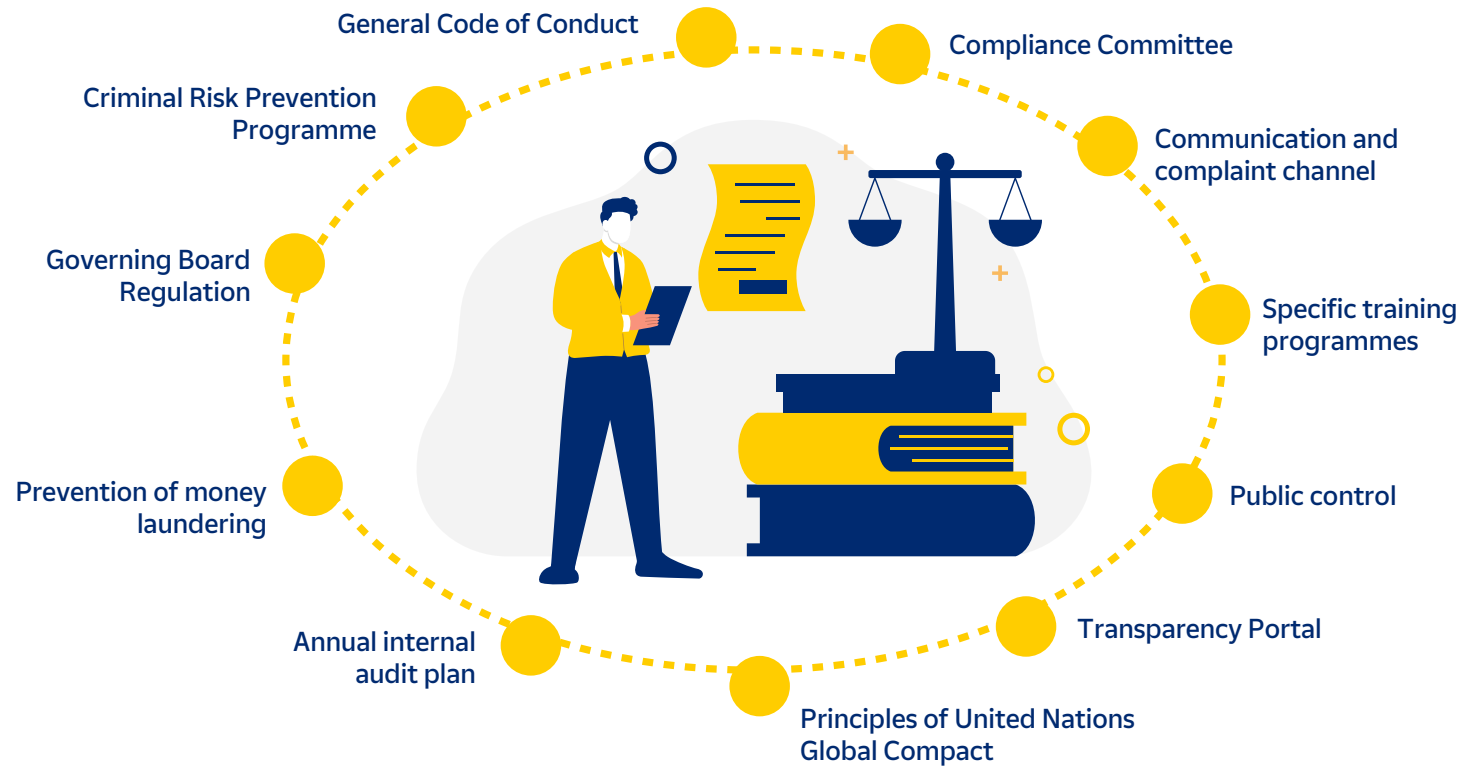 General Code of Conduct
Compliance Committee
Communication and
complaint channel
Specific training
programmes
Public control
Transparency Portal
Principles of United Nations
Global Compact
Annual internal
audit plan
Prevention of money
laundering
Governing Board
Regulation
Criminal Risk Prevention
Programme